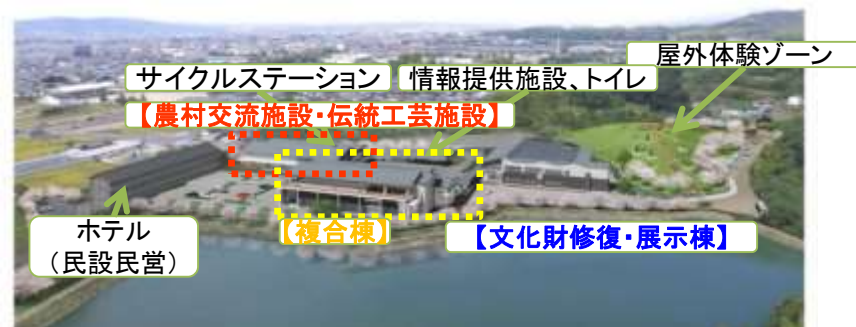 屋外体験ゾーン
サイクルステーション
情報提供施設、トイレ
【農村交流施設・伝統工芸施設】
ホテル
（民設民営）
【複合棟】
【文化財修復・展示棟】